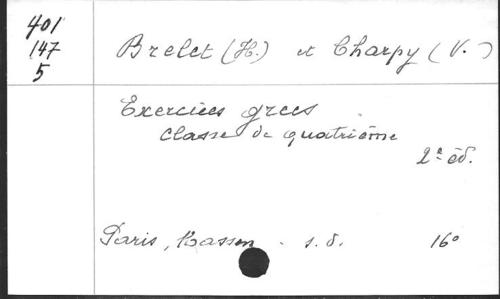 401
147
5
Brelet (H.) et Charpy (V.)
Exercices grecs
classe de quatrième
2e éd.
Paris, Masson . s.d. 16°